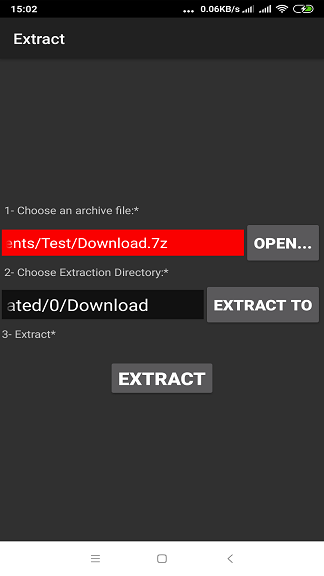 15:02 ... 0.06KB/s
Extract
1- Choose an archive file:*
ents/Test/Download.7z OPEN...
2- Choose Extraction Directory:*
ated/0/Download EXTRACT TO
3- Extract*
EXTRACT